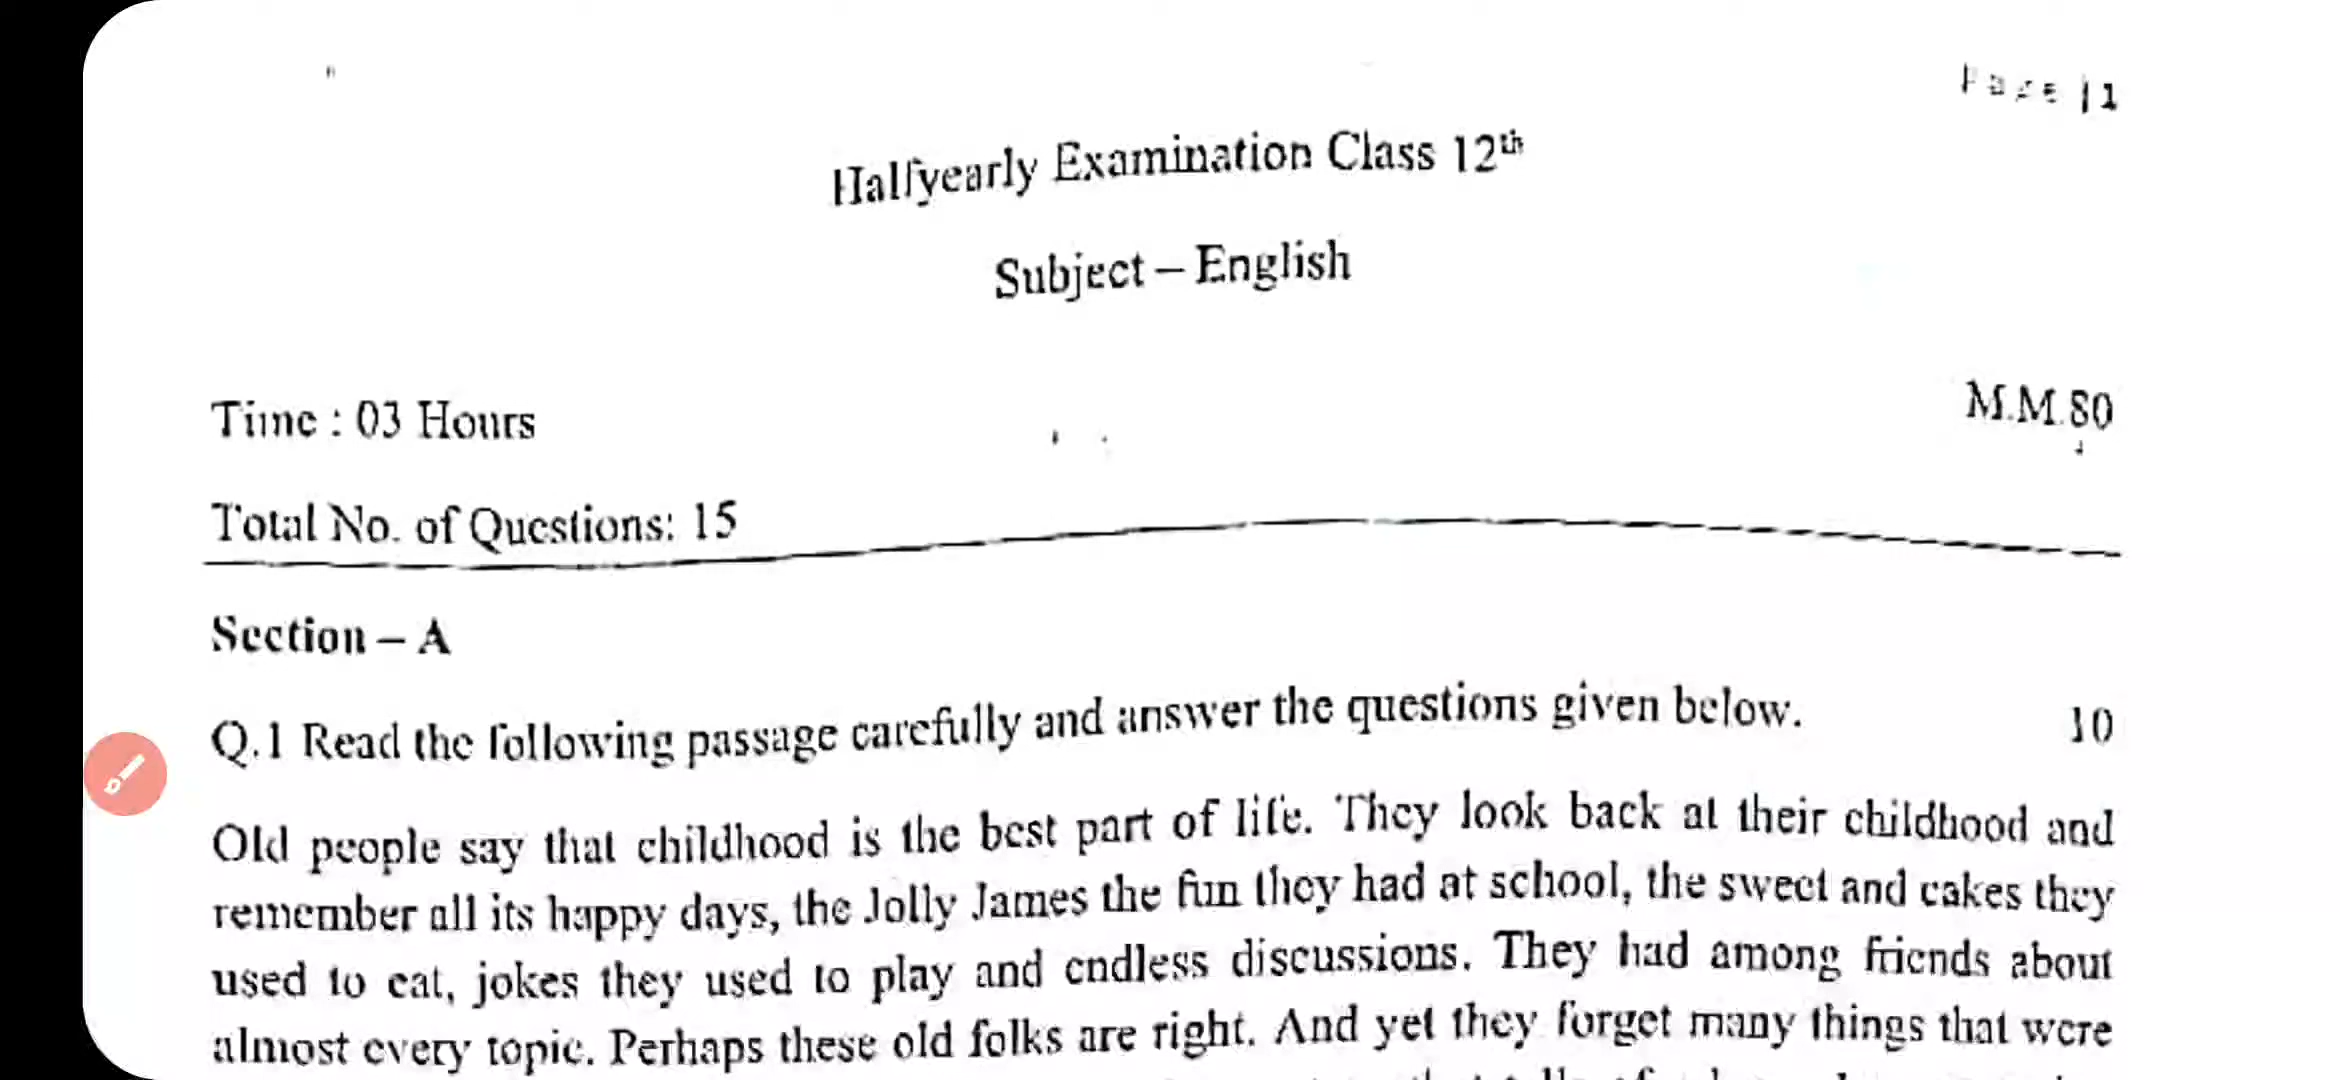 Page | 1
Halfyearly Examination Class 12th
Subject – English
Time : 03 Hours
M.M.80
Total No. of Questions: 15
Section – A
Q.1 Read the following passage carefully and answer the questions given below. 10
Old people say that childhood is the best part of life. They look back at their childhood and
remember all its happy days, the Jolly James the fun they had at school, the sweet and cakes they
used to eat, jokes they used to play and endless discussions. They had among friends about
almost every topic. Perhaps these old folks are right. And yet they forget many things that were